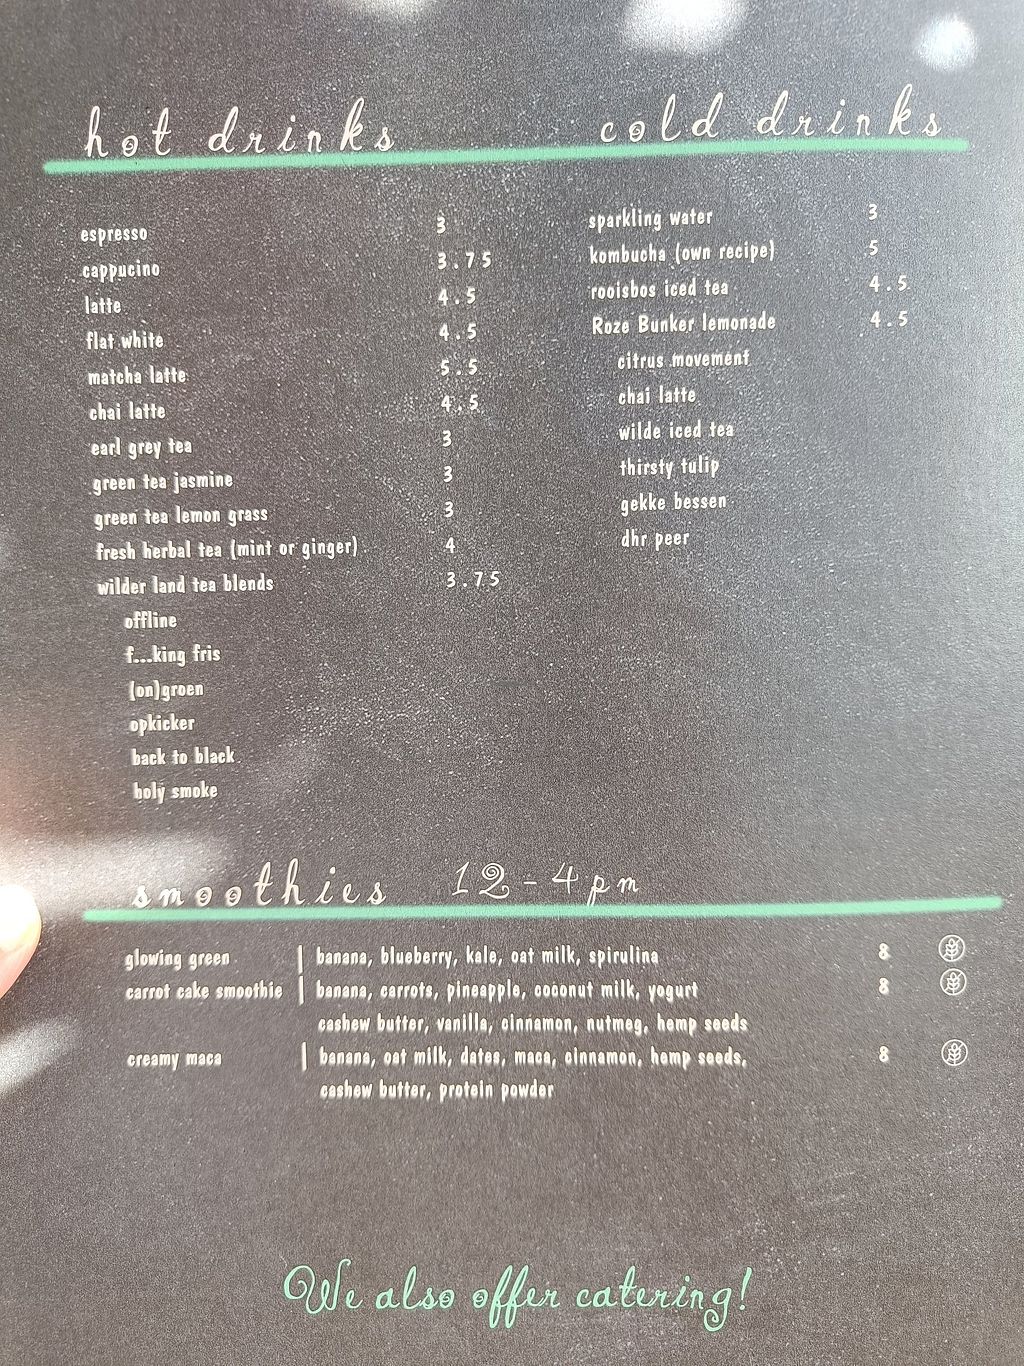 hot drinks
espresso 3
cappucino 3.75
latte 4.5
flat white 4.5
matcha latte 5.5
chai latte 4.5
earl grey tea 3
green tea jasmine 3
green tea lemon grass 3
fresh herbal tea (mint or ginger) 4
wilder land tea blends 3.75
offline
f...king fris
(on)groen
opkicker
back to black
holy smoke
cold drinks
sparkling water 3
kombucha (own recipe) 5
rooisbos iced tea 4.5
Roze Bunker lemonade 4.5
citrus movement
chai latte
wilde iced tea
thirsty tulip
gekke bessen
dhr peer
smoothies 12-4pm
glowing green | banana, blueberry, kale, oat milk, spirulina 8
carrot cake smoothie | banana, carrots, pineapple, coconut milk, yogurt 8
cashew butter, vanilla, cinnamon, nutmeg, hemp seeds
creamy maca | banana, oat milk, dates, maca, cinnamon, hemp seeds, 8
cashew butter, protein powder
We also offer catering!